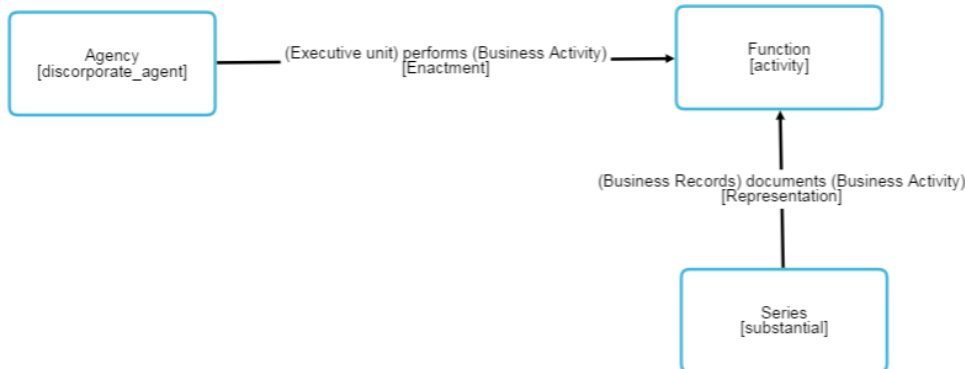 Agency
[discorporate_agent]
(Executive unit) performs (Business Activity)
[Enactment]
Function
[activity]
(Business Records) documents (Business Activity)
[Representation]
Series
[substantial]